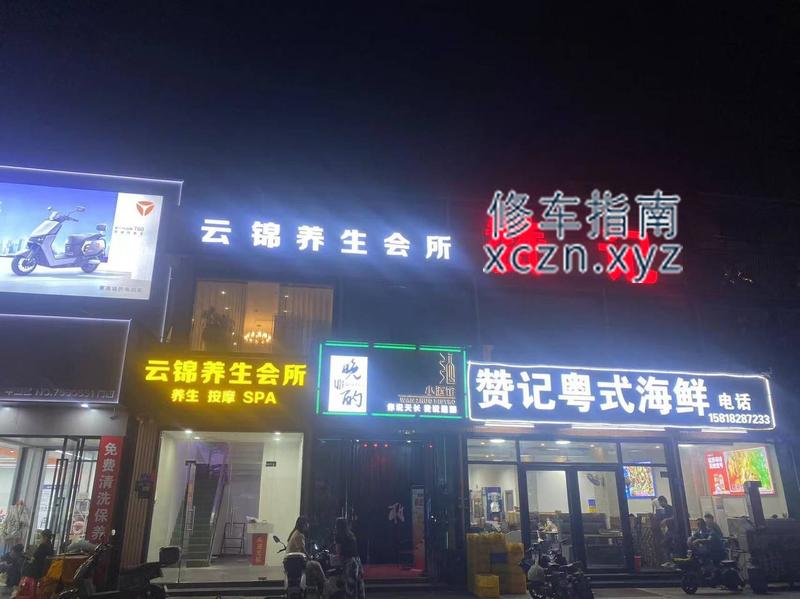 修车指南
xczn.xyz
云锦养生会所
云锦养生会所
养生 按摩 SPA
晚酌
小酒馆
赞记粤式海鲜 电话
15818287233
免费清洗保养